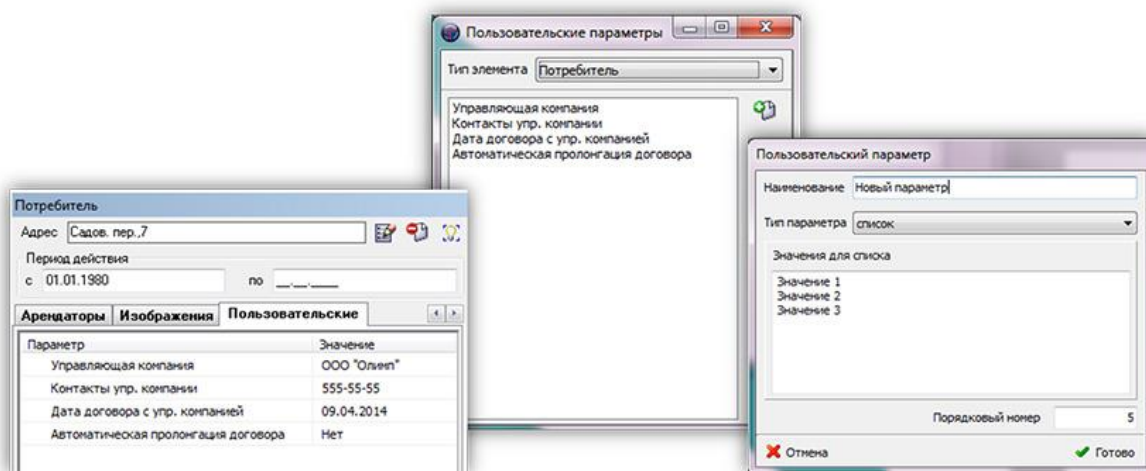 Пользовательские параметры
Тип элемента Потребитель
Управляющая компания
Контакты упр. компании
Дата договора с упр. компанией
Автоматическая пролонгация договора
Пользовательский параметр
Наименование Новый параметр
Тип параметра список
Значения для списка
Значение 1
Значение 2
Значение 3
Порядковый номер 5
Отмена Готово
Потребитель
Адрес Садов. пер.,7
Период действия
с 01.01.1980 по __.__.____
Арендаторы Изображения Пользовательские
Параметр Значение
Управляющая компания ООО "Олимп"
Контакты упр. компании 555-55-55
Дата договора с упр. компанией 09.04.2014
Автоматическая пролонгация договора Нет